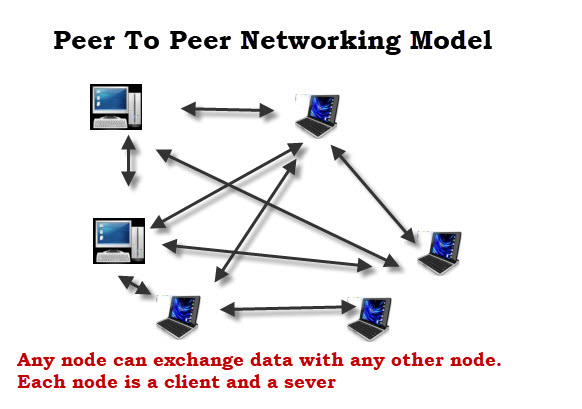 Peer To Peer Networking Model
Any node can exchange data with any other node.
Each node is a client and a sever